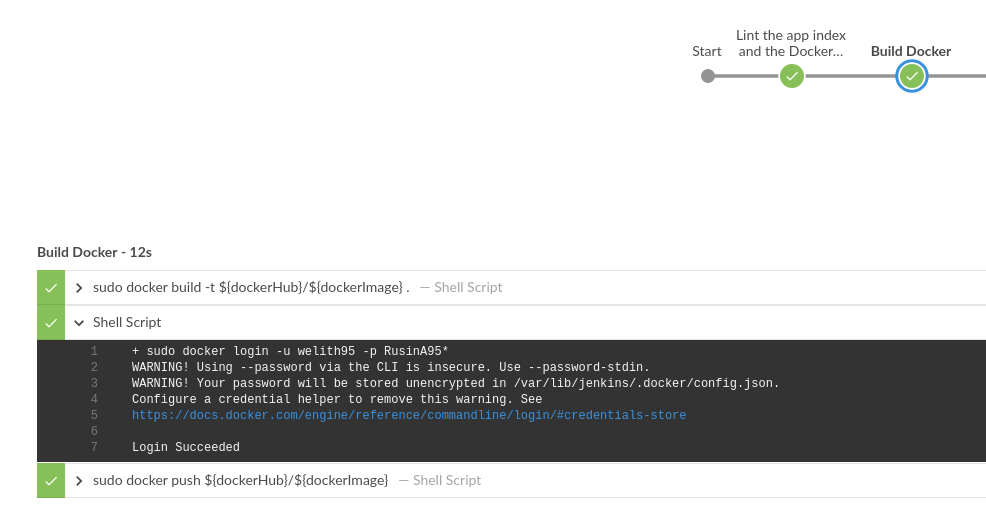 Lint the app index
Start and the Docker... Build Docker
Build Docker - 12s
sudo docker build -t ${dockerHub}/${dockerImage} . — Shell Script
Shell Script
1 + sudo docker login -u welith95 -p RusinA95*
2 WARNING! Using --password via the CLI is insecure. Use --password-stdin.
3 WARNING! Your password will be stored unencrypted in /var/lib/jenkins/.docker/config.json.
4 Configure a credential helper to remove this warning. See
5 https://docs.docker.com/engine/reference/commandline/login/#credentials-store
6
7 Login Succeeded
sudo docker push ${dockerHub}/${dockerImage} — Shell Script